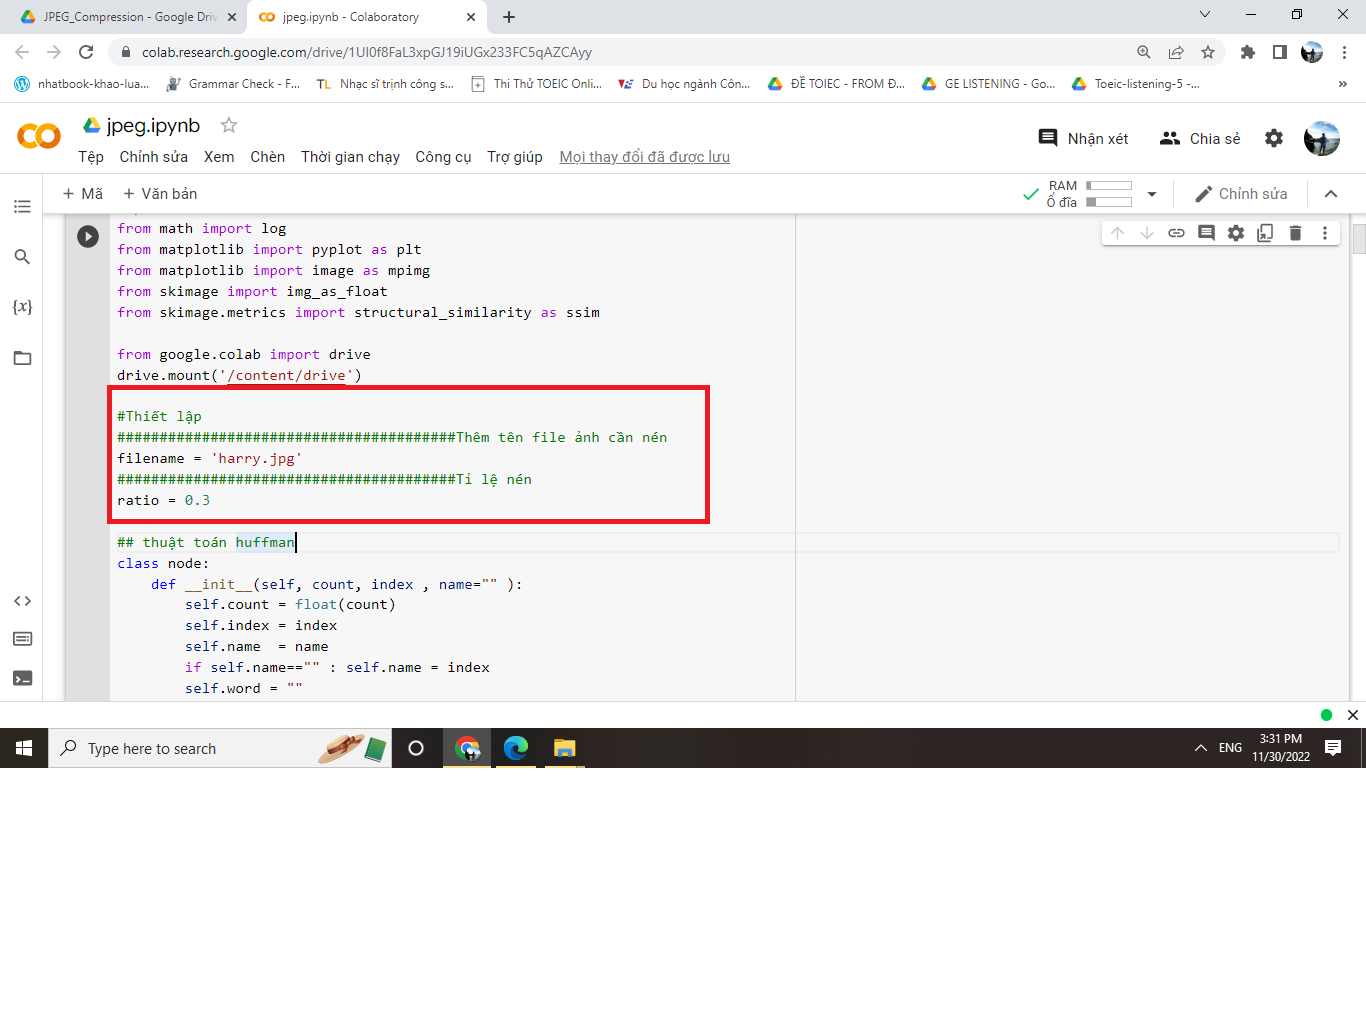 JPEG_Compression - Google Driv
jpeg.ipynb - Colaboratory
colab.research.google.com/drive/1UI0f8FaL3xpGJ19iUGx233FC5qAZCAyy
nhatbook-khao-lua...
Grammar Check - F...
TL Nhạc sĩ trịnh công s...
Thi Thử TOEIC Onli...
Du học ngành Côn...
ĐỀ TOIEC - FROM Đ...
GE LISTENING - Go...
Toeic-listening-5 -...
»
jpeg.ipynb
Nhận xét
Chia sẻ
Tệp Chỉnh sửa Xem Chèn Thời gian chạy Công cụ Trợ giúp Mọi thay đổi đã được lưu
+ Mã + Văn bản
RAM
Ổ đĩa
Chỉnh sửa
from math import log
from matplotlib import pyplot as plt
from matplotlib import image as mpimg
from skimage import img_as_float
from skimage.metrics import structural_similarity as ssim
from google.colab import drive
drive.mount('/content/drive')
#Thiết lập
########################################Thêm tên file ảnh cần nén
filename = 'harry.jpg'
########################################Tỉ lệ nén
ratio = 0.3
## thuật toán huffman
class node:
def __init__(self, count, index , name="" ):
self.count = float(count)
self.index = index
self.name  = name
if self.name=="" : self.name = index
self.word = ""
{x}
<>
Type here to search
ENG
3:31 PM
11/30/2022